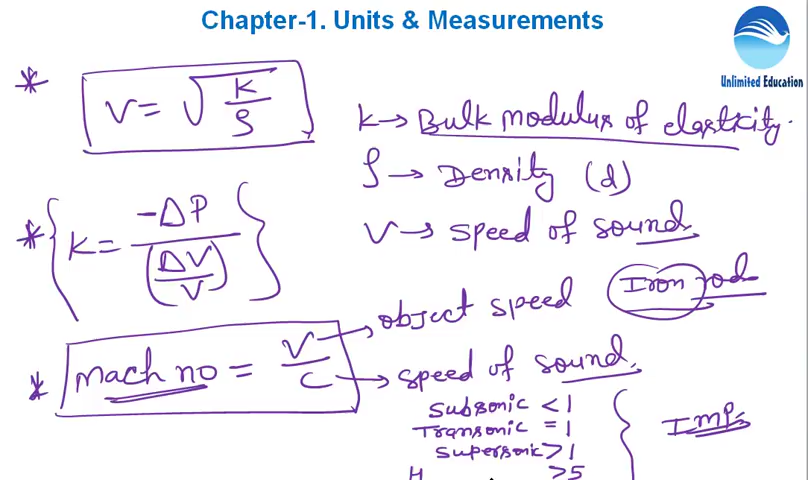 Chapter-1. Units & Measurements
Unlimited Education
* V = √(K/ρ)
K → Bulk modulus of elasticity.
ρ → Density (d)
V → Speed of sound
* { K = -ΔP/(ΔV/V) }
Iron rod
* mach no = V/C
→ object speed
→ speed of sound
Subsonic < 1
Transonic = 1
Supersonic > 1
> 5
} Imp.